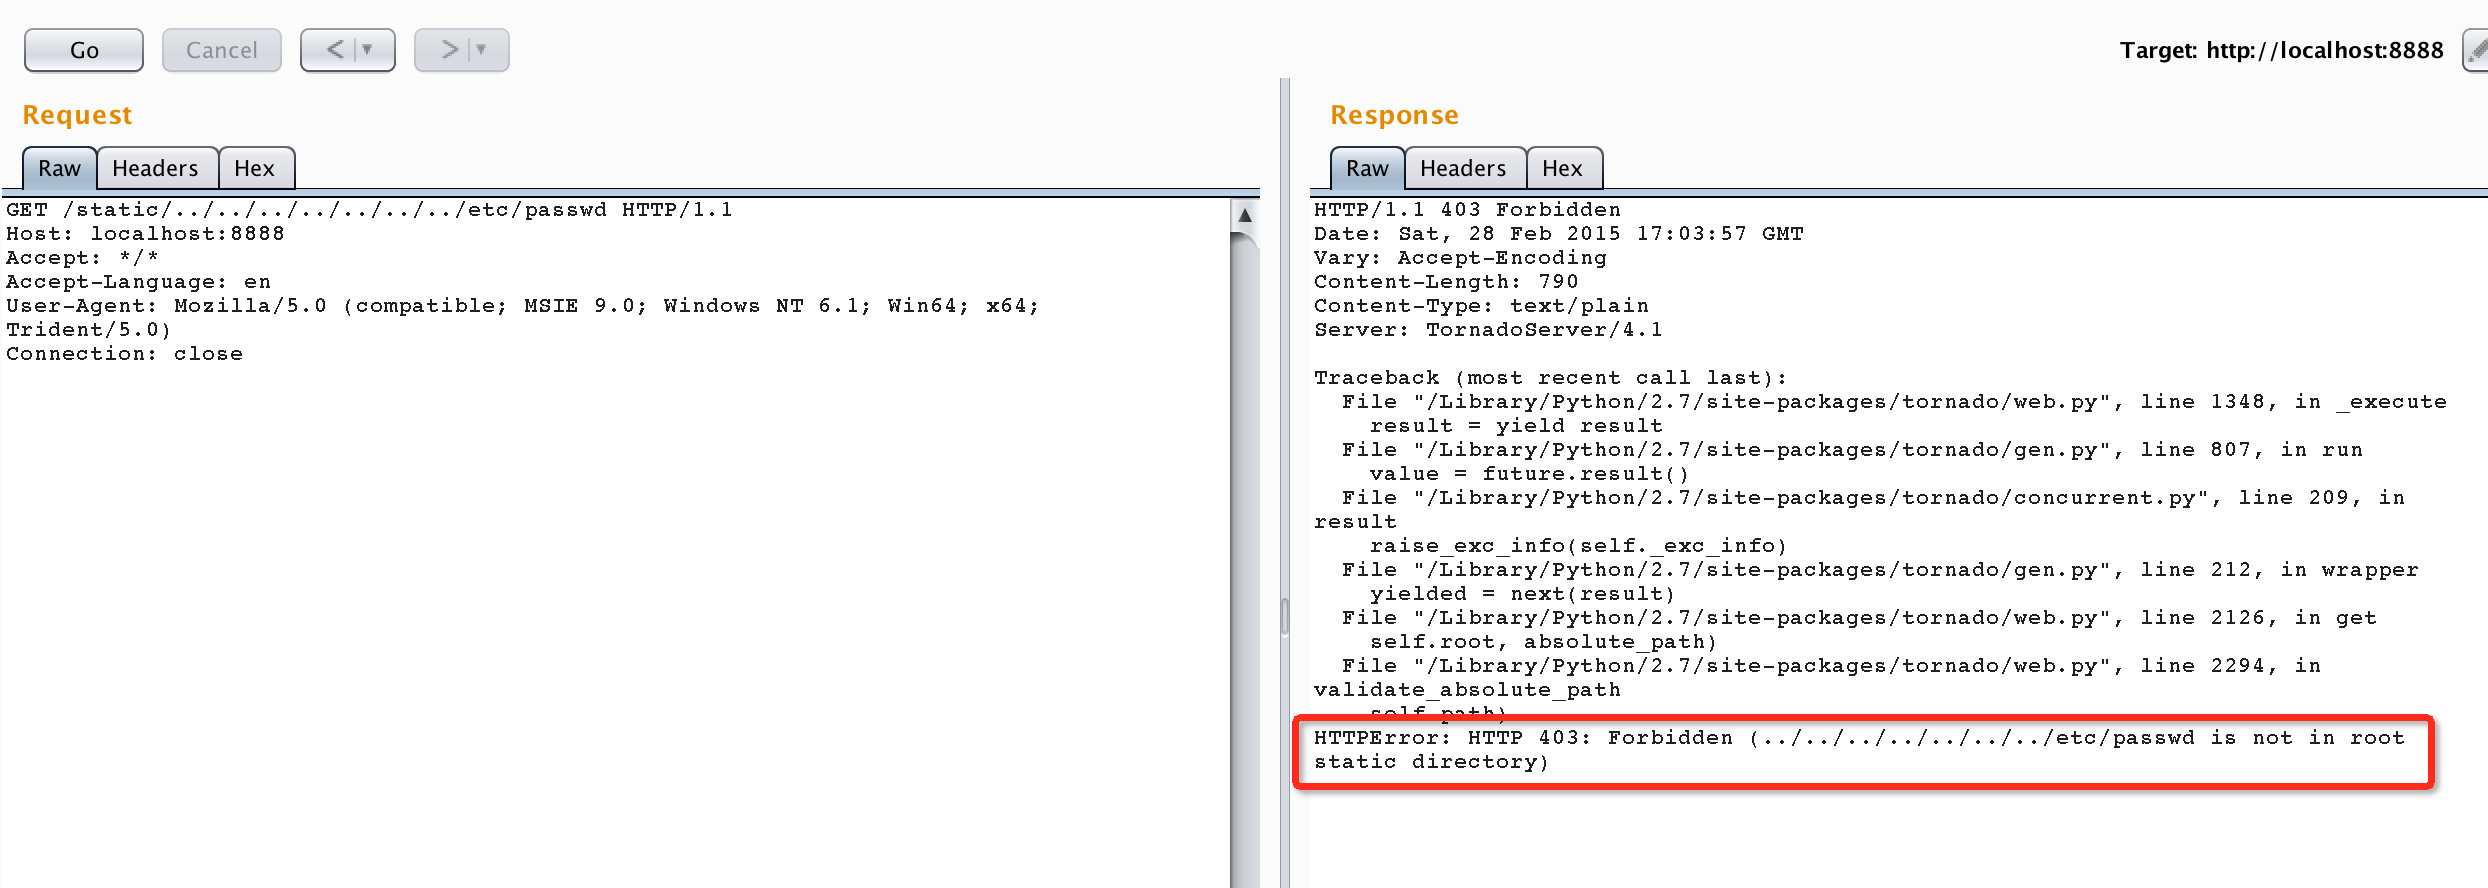 Go Cancel < >
Target: http://localhost:8888
Request
Raw Headers Hex
GET /static/../../../../../../../etc/passwd HTTP/1.1
Host: localhost:8888
Accept: */*
Accept-Language: en
User-Agent: Mozilla/5.0 (compatible; MSIE 9.0; Windows NT 6.1; Win64; x64;
Trident/5.0)
Connection: close
Response
Raw Headers Hex
HTTP/1.1 403 Forbidden
Date: Sat, 28 Feb 2015 17:03:57 GMT
Vary: Accept-Encoding
Content-Length: 790
Content-Type: text/plain
Server: TornadoServer/4.1
Traceback (most recent call last):
File "/Library/Python/2.7/site-packages/tornado/web.py", line 1348, in _execute
result = yield result
File "/Library/Python/2.7/site-packages/tornado/gen.py", line 807, in run
value = future.result()
File "/Library/Python/2.7/site-packages/tornado/concurrent.py", line 209, in
result
raise_exc_info(self._exc_info)
File "/Library/Python/2.7/site-packages/tornado/gen.py", line 212, in wrapper
yielded = next(result)
File "/Library/Python/2.7/site-packages/tornado/web.py", line 2126, in get
self.root, absolute_path)
File "/Library/Python/2.7/site-packages/tornado/web.py", line 2294, in
validate_absolute_path
self.path)
HTTPError: HTTP 403: Forbidden (../../../../../../../etc/passwd is not in root
static directory)